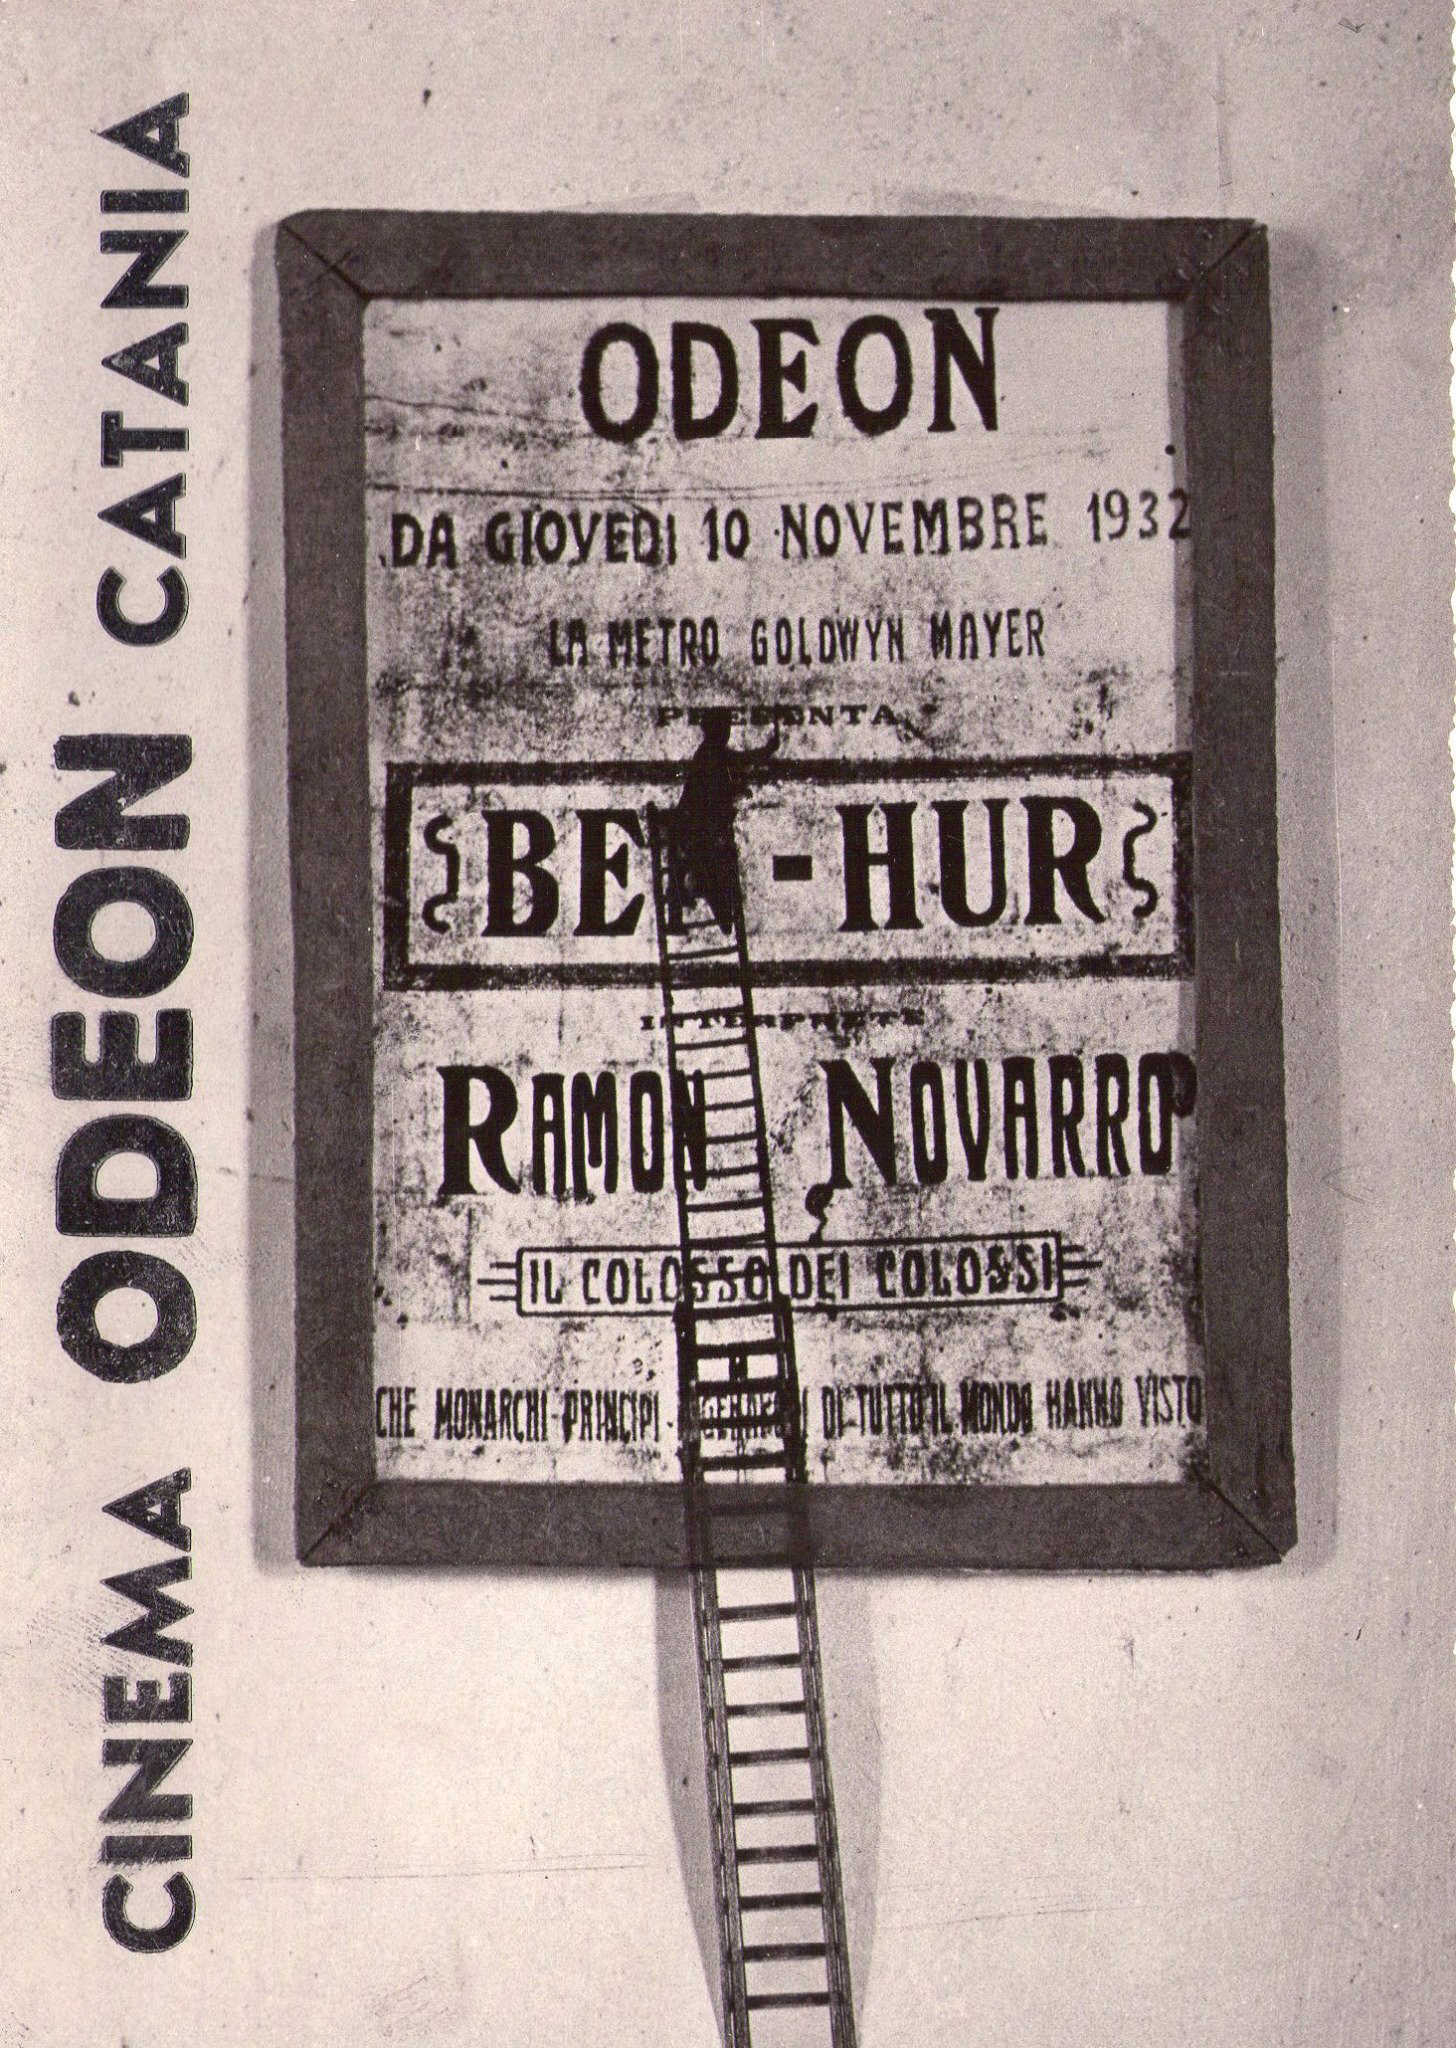 CINEMA ODEON CATANIA
ODEON
DA GIOVEDI 10 NOVEMBRE 1932
LA METRO GOLDWYN MAYER
PRESENTA
BEN-HUR
INTERPRETE
RAMON NOVARRO
IL COLOSSO DEI COLOSSI
CHE MONARCHI-PRINCIPI- DI TUTTO IL MONDO HANNO VISTO